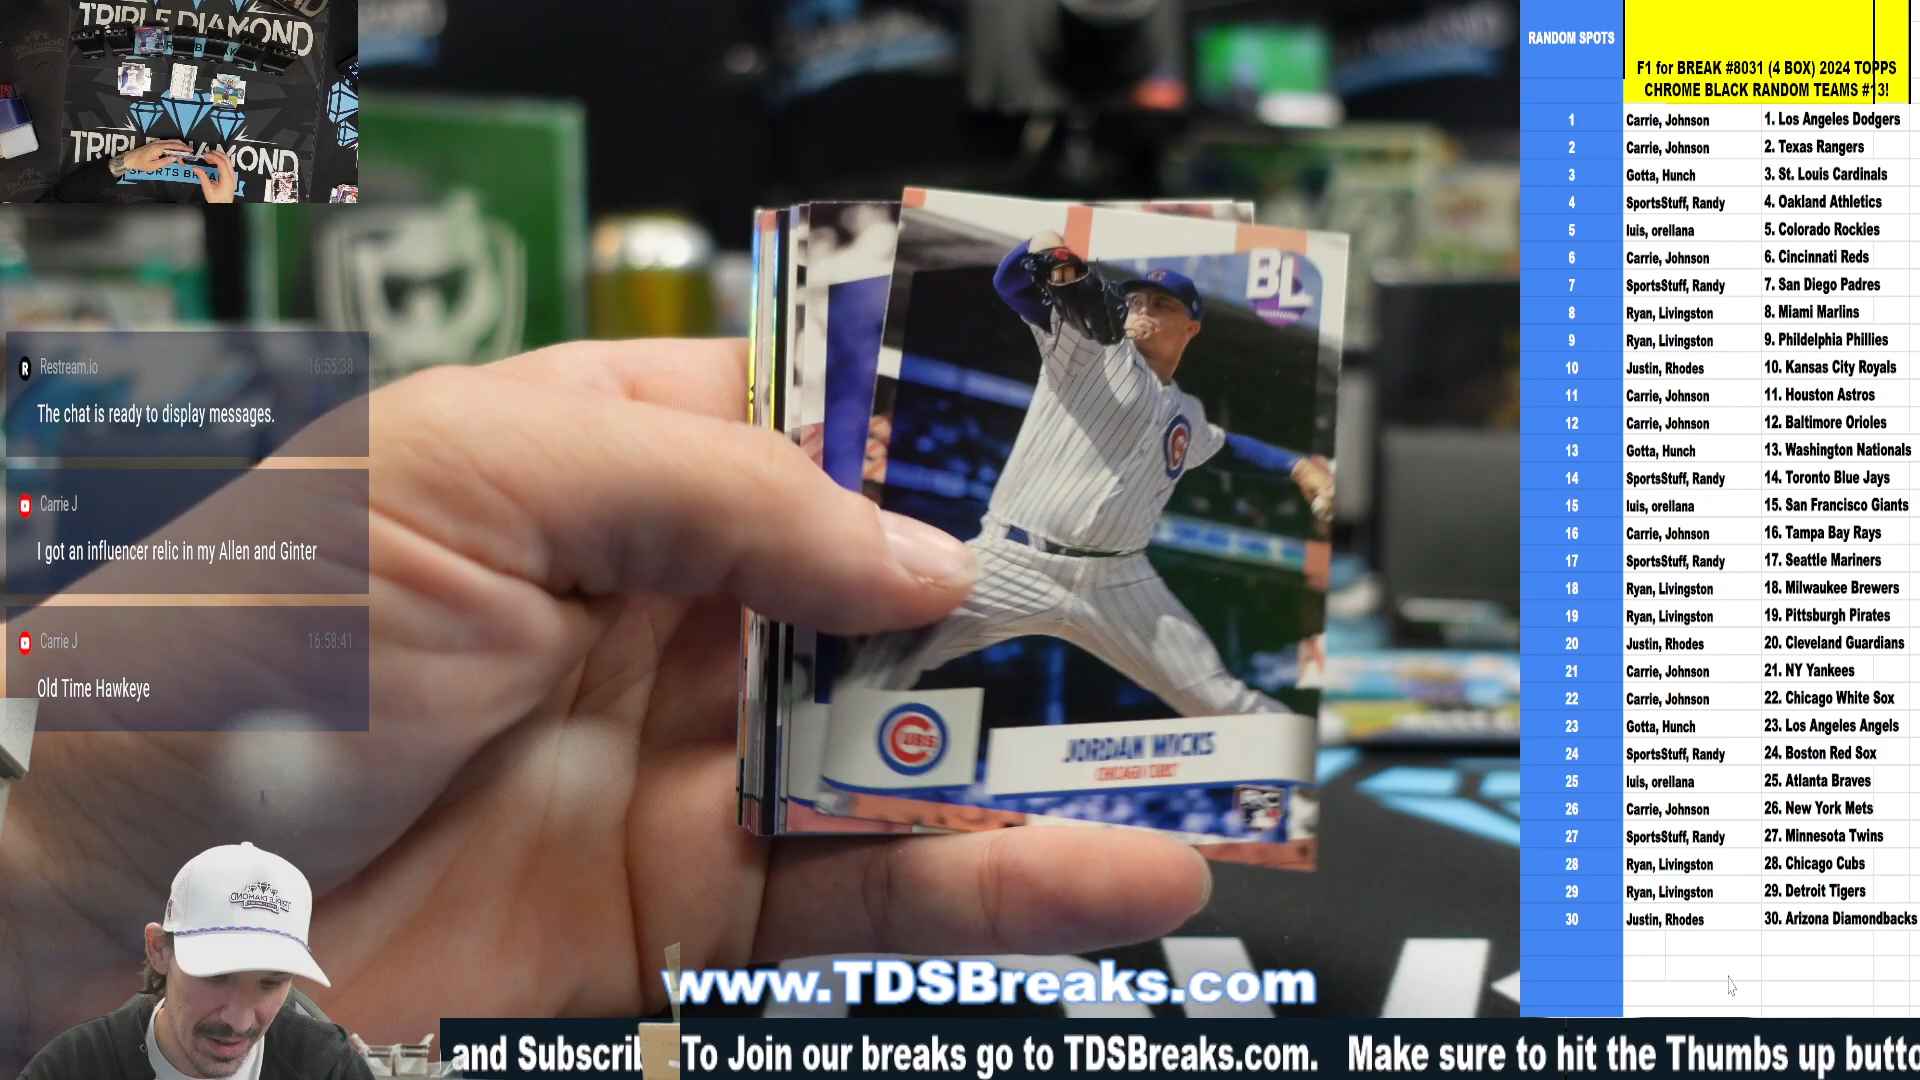 TRIPLE DIAMOND
TRIPLE DIAMOND
SPORTS BREAKS
Restream.io 16:55:38
The chat is ready to display messages.
Carrie J
I got an influencer relic in my Allen and Ginter
Carrie J 16:58:41
Old Time Hawkeye
BL
CUBS
JORDAN WICKS
CHICAGO CUBS
www.TDSBreaks.com
and Subscrib
To Join our breaks go to TDSBreaks.com. Make sure to hit the Thumbs up butto
RANDOM SPOTS
F1 for BREAK #8031 (4 BOX) 2024 TOPPS
CHROME BLACK RANDOM TEAMS #13!
1 Carrie, Johnson 1. Los Angeles Dodgers
2 Carrie, Johnson 2. Texas Rangers
3 Gotta, Hunch 3. St. Louis Cardinals
4 SportsStuff, Randy 4. Oakland Athletics
5 luis, orellana 5. Colorado Rockies
6 Carrie, Johnson 6. Cincinnati Reds
7 SportsStuff, Randy 7. San Diego Padres
8 Ryan, Livingston 8. Miami Marlins
9 Ryan, Livingston 9. Phildelphia Phillies
10 Justin, Rhodes 10. Kansas City Royals
11 Carrie, Johnson 11. Houston Astros
12 Carrie, Johnson 12. Baltimore Orioles
13 Gotta, Hunch 13. Washington Nationals
14 SportsStuff, Randy 14. Toronto Blue Jays
15 luis, orellana 15. San Francisco Giants
16 Carrie, Johnson 16. Tampa Bay Rays
17 SportsStuff, Randy 17. Seattle Mariners
18 Ryan, Livingston 18. Milwaukee Brewers
19 Ryan, Livingston 19. Pittsburgh Pirates
20 Justin, Rhodes 20. Cleveland Guardians
21 Carrie, Johnson 21. NY Yankees
22 Carrie, Johnson 22. Chicago White Sox
23 Gotta, Hunch 23. Los Angeles Angels
24 SportsStuff, Randy 24. Boston Red Sox
25 luis, orellana 25. Atlanta Braves
26 Carrie, Johnson 26. New York Mets
27 SportsStuff, Randy 27. Minnesota Twins
28 Ryan, Livingston 28. Chicago Cubs
29 Ryan, Livingston 29. Detroit Tigers
30 Justin, Rhodes 30. Arizona Diamondbacks